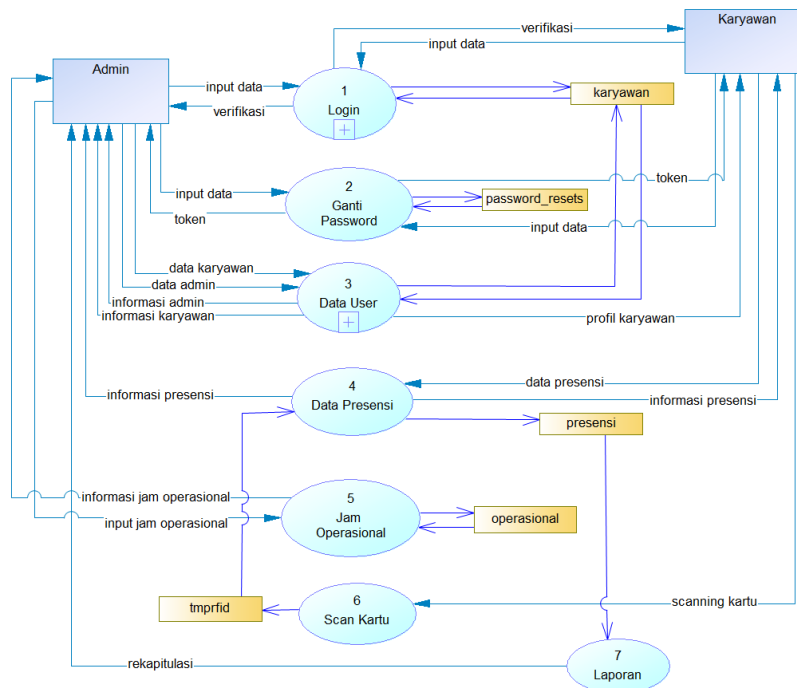 Karyawan
verifikasi
input data
Admin
input data
1
Login
karyawan
verifikasi
2
Ganti
Password
input data
token
token
password_resets
input data
3
Data User
data karyawan
data admin
informasi admin
informasi karyawan
profil karyawan
4
Data Presensi
data presensi
informasi presensi
informasi presensi
presensi
5
Jam
Operasional
informasi jam operasional
input jam operasional
operasional
6
Scan Kartu
tmprfid
scanning kartu
7
Laporan
rekapitulasi